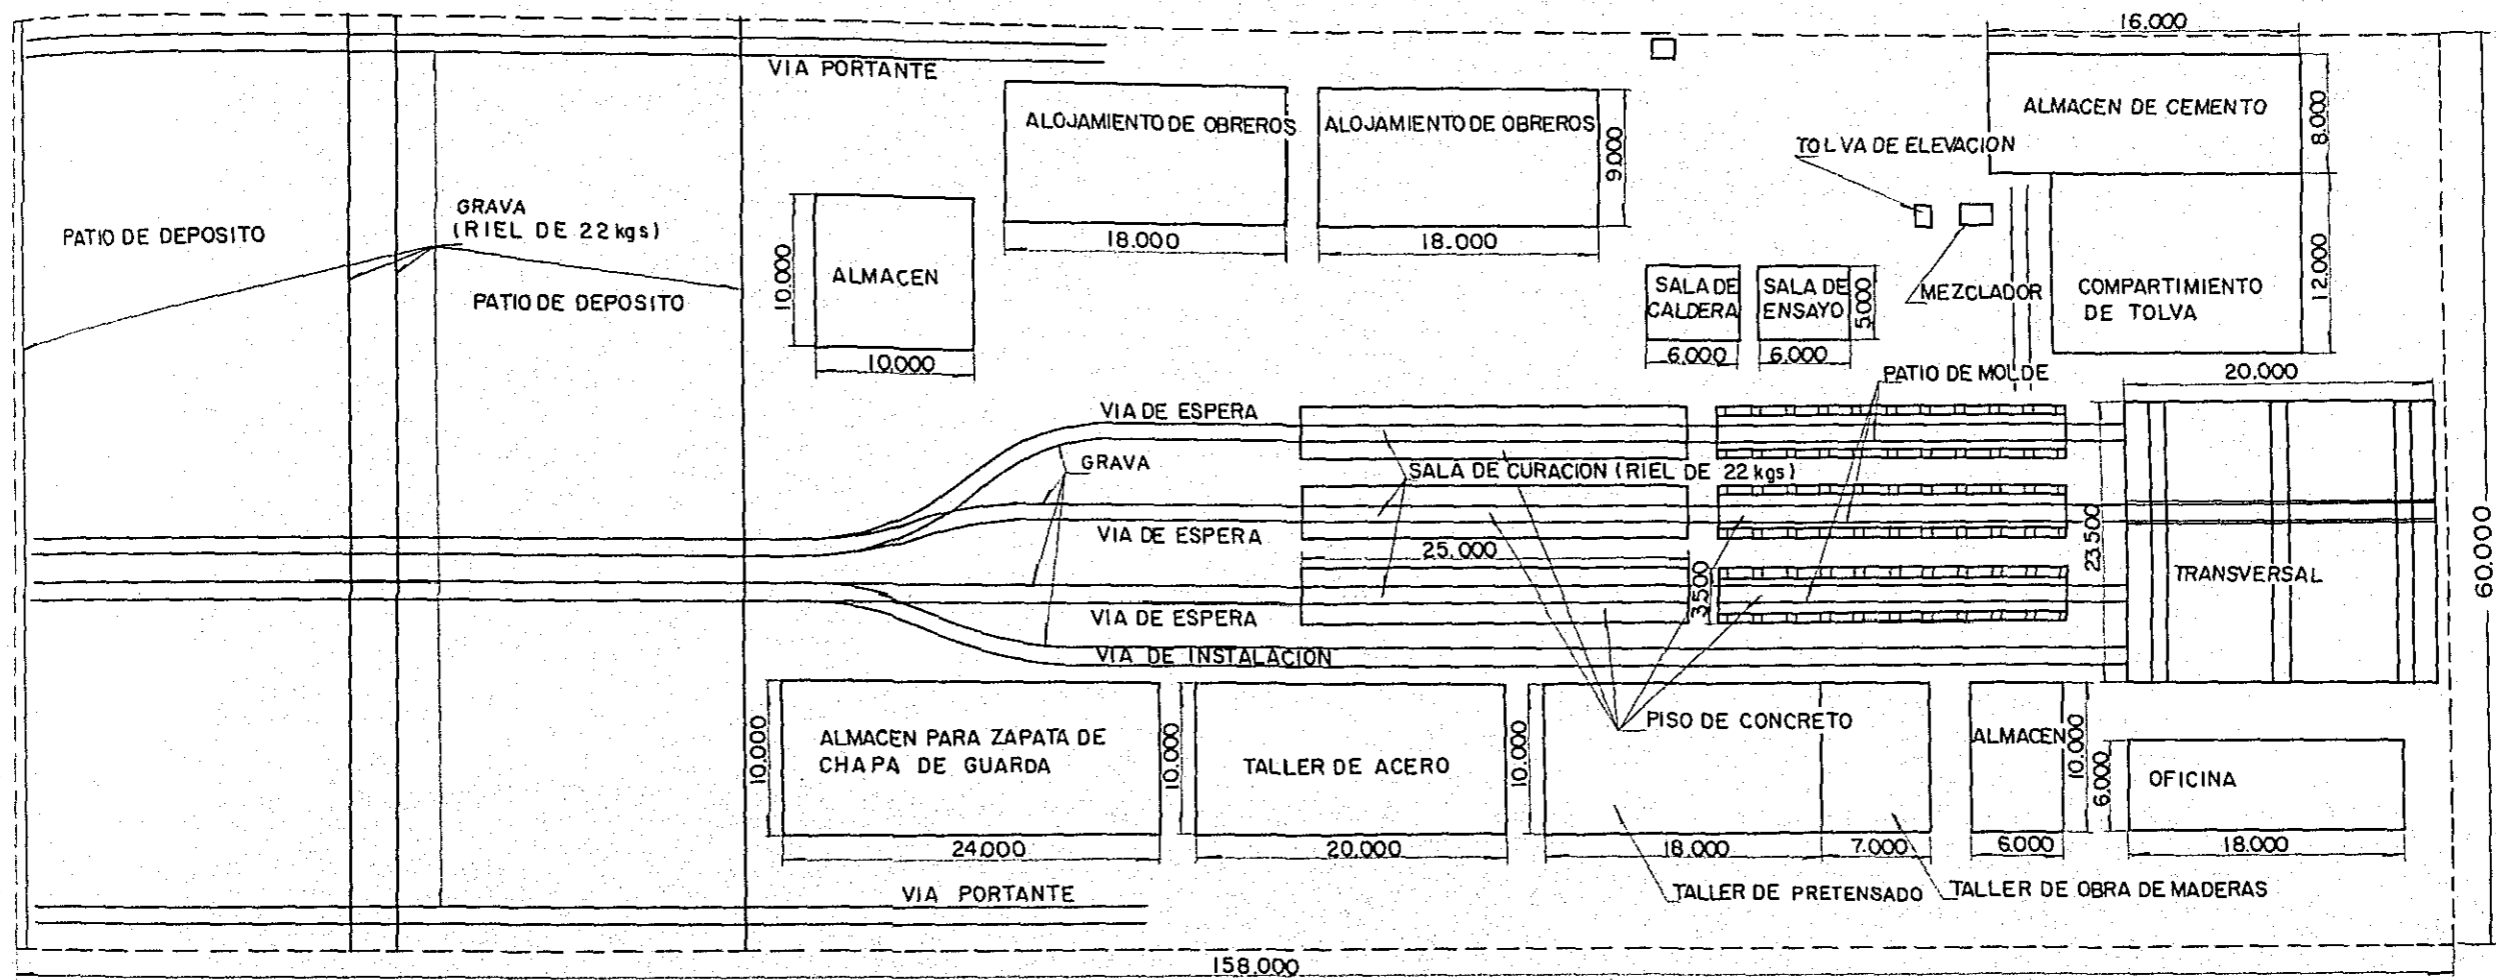 16.000
VIA PORTANTE
ALOJAMIENTO DE OBREROS
ALOJAMIENTO DE OBREROS
9.000
ALMACEN DE CEMENTO
8.000
TOLVA DE ELEVACION
GRAVA
(RIEL DE 22 kgs)
PATIO DE DEPOSITO
18.000
18.000
10.000
ALMACEN
PATIO DE DEPOSITO
SALA DE
CALDERA
SALA DE
ENSAYO
5.000
MEZCLADOR
COMPARTIMIENTO
DE TOLVA
12.000
10.000
6.000
6.000
PATIO DE MOLDE
20.000
VIA DE ESPERA
GRAVA
SALA DE CURACION (RIEL DE 22 kgs)
VIA DE ESPERA
25.000
23.500
60.000
3.500
TRANSVERSAL
VIA DE ESPERA
VIA DE INSTALACION
10.000
ALMACEN PARA ZAPATA DE
CHAPA DE GUARDA
10.000
TALLER DE ACERO
10.000
PISO DE CONCRETO
ALMACEN
10.000
6.000
OFICINA
24.000
20.000
18.000
7.000
6.000
18.000
VIA PORTANTE
TALLER DE PRETENSADO
TALLER DE OBRA DE MADERAS
158.000